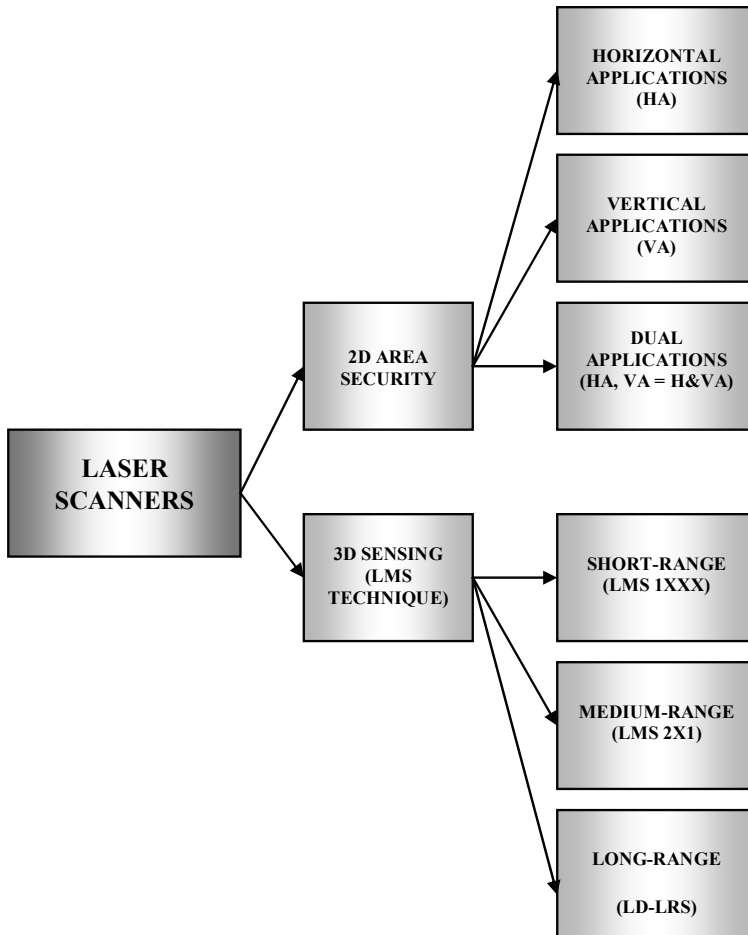 HORIZONTAL
APPLICATIONS
(HA)
VERTICAL
APPLICATIONS
(VA)
2D AREA
SECURITY
DUAL
APPLICATIONS
(HA, VA = H&VA)
LASER
SCANNERS
3D SENSING
(LMS
TECHNIQUE)
SHORT-RANGE
(LMS 1XXX)
MEDIUM-RANGE
(LMS 2X1)
LONG-RANGE
(LD-LRS)